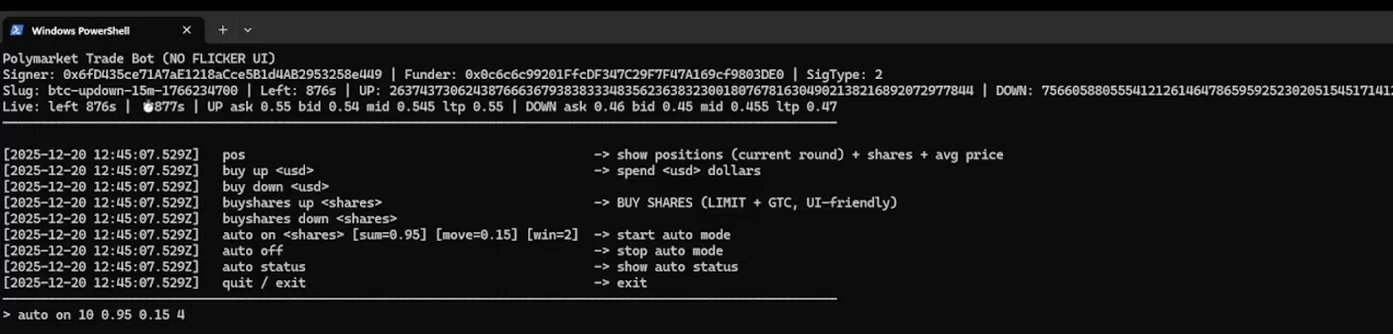 Windows PowerShell
Polymarket Trade Bot (NO FLICKER UI)
Signer: 0x6fD435ce71A7aE1218aCce5B1d4AB2953258e449 | Funder: 0x0c6c6c99201FfcDF347C29F7F47A169cf9803DE0 | SigType: 2
Slug: btc-updown-15m-1766234700 | Left: 876s | UP: 26374373062438766636793838333483562363832300180767816304902138216892072977844 | DOWN: 75660588055541212614647865959252302051545171412
Live: left 876s | ⏱877s | UP ask 0.55 bid 0.54 mid 0.545 ltp 0.55 | DOWN ask 0.46 bid 0.45 mid 0.455 ltp 0.47
[2025-12-20 12:45:07.529Z] pos -> show positions (current round) + shares + avg price
[2025-12-20 12:45:07.529Z] buy up <usd> -> spend <usd> dollars
[2025-12-20 12:45:07.529Z] buy down <usd>
[2025-12-20 12:45:07.529Z] buyshares up <shares> -> BUY SHARES (LIMIT + GTC, UI-friendly)
[2025-12-20 12:45:07.529Z] buyshares down <shares>
[2025-12-20 12:45:07.529Z] auto on <shares> [sum=0.95] [move=0.15] [win=2] -> start auto mode
[2025-12-20 12:45:07.529Z] auto off -> stop auto mode
[2025-12-20 12:45:07.529Z] auto status -> show auto status
[2025-12-20 12:45:07.529Z] quit / exit -> exit
> auto on 10 0.95 0.15 4